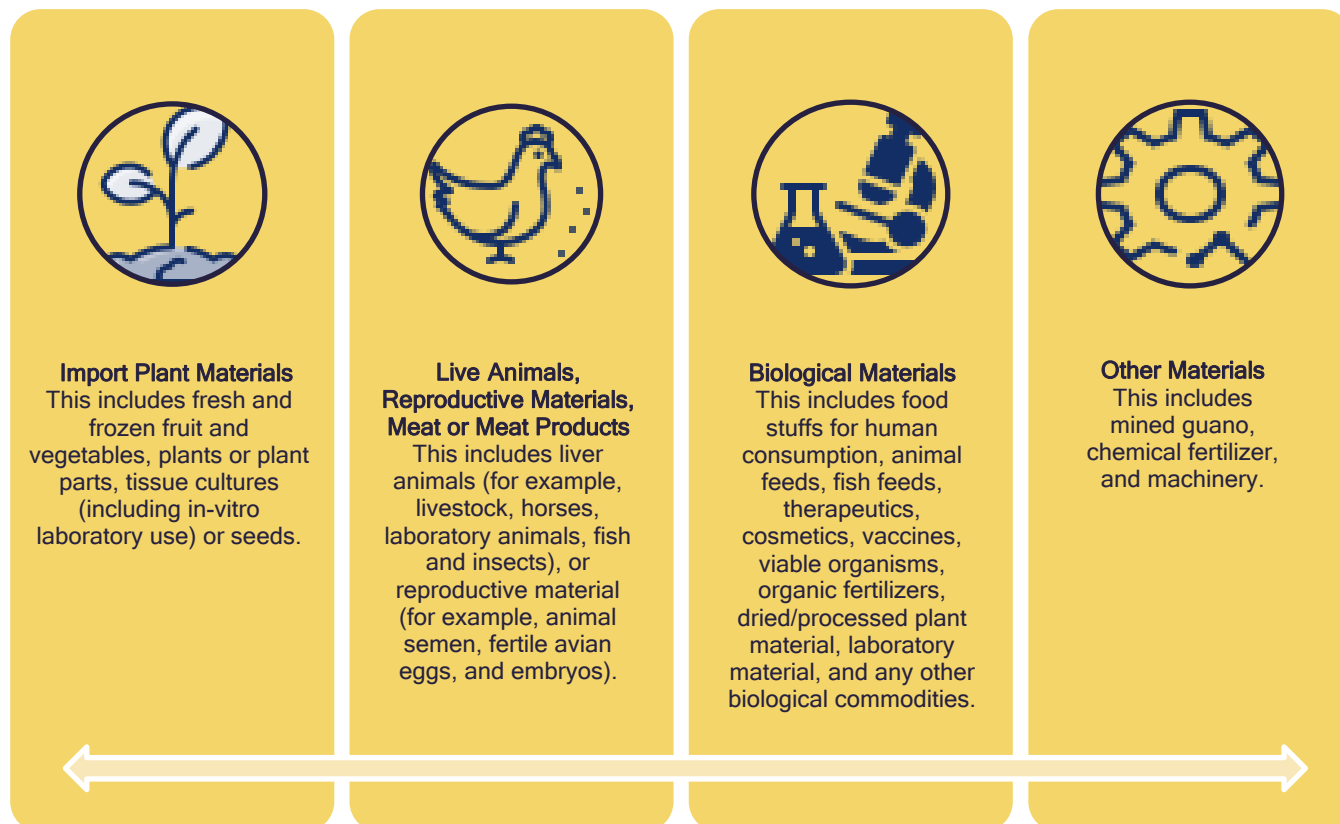 Import Plant Materials
This includes fresh and
frozen fruit and
vegetables, plants or plant
parts, tissue cultures
(including in-vitro
laboratory use) or seeds.
Live Animals,
Reproductive Materials,
Meat or Meat Products
This includes liver
animals (for example,
livestock, horses,
laboratory animals, fish
and insects), or
reproductive material
(for example, animal
semen, fertile avian
eggs, and embryos).
Biological Materials
This includes food
stuffs for human
consumption, animal
feeds, fish feeds,
therapeutics,
cosmetics, vaccines,
viable organisms,
organic fertilizers,
dried/processed plant
material, laboratory
material, and any other
biological commodities.
Other Materials
This includes
mined guano,
chemical fertilizer,
and machinery.